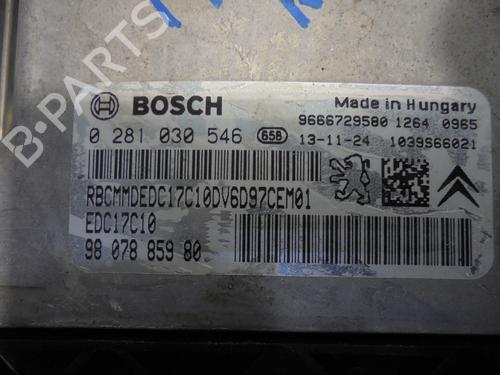 BOSCH
Made in Hungary
9666729580 1264 0965
0 281 030 546 658 13-11-24 1039S66021
RBCMMDEDC17C10DV6D97CEM01
EDC17C10
98 078 859 80
B-PARTS